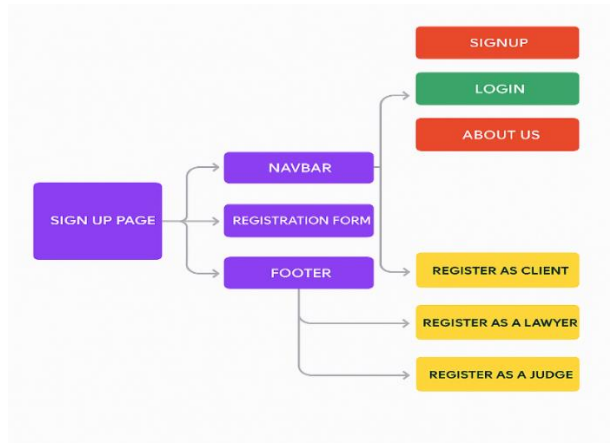 SIGNUP
LOGIN
ABOUT US
NAVBAR
SIGN UP PAGE
REGISTRATION FORM
FOOTER
REGISTER AS CLIENT
REGISTER AS A LAWYER
REGISTER AS A JUDGE